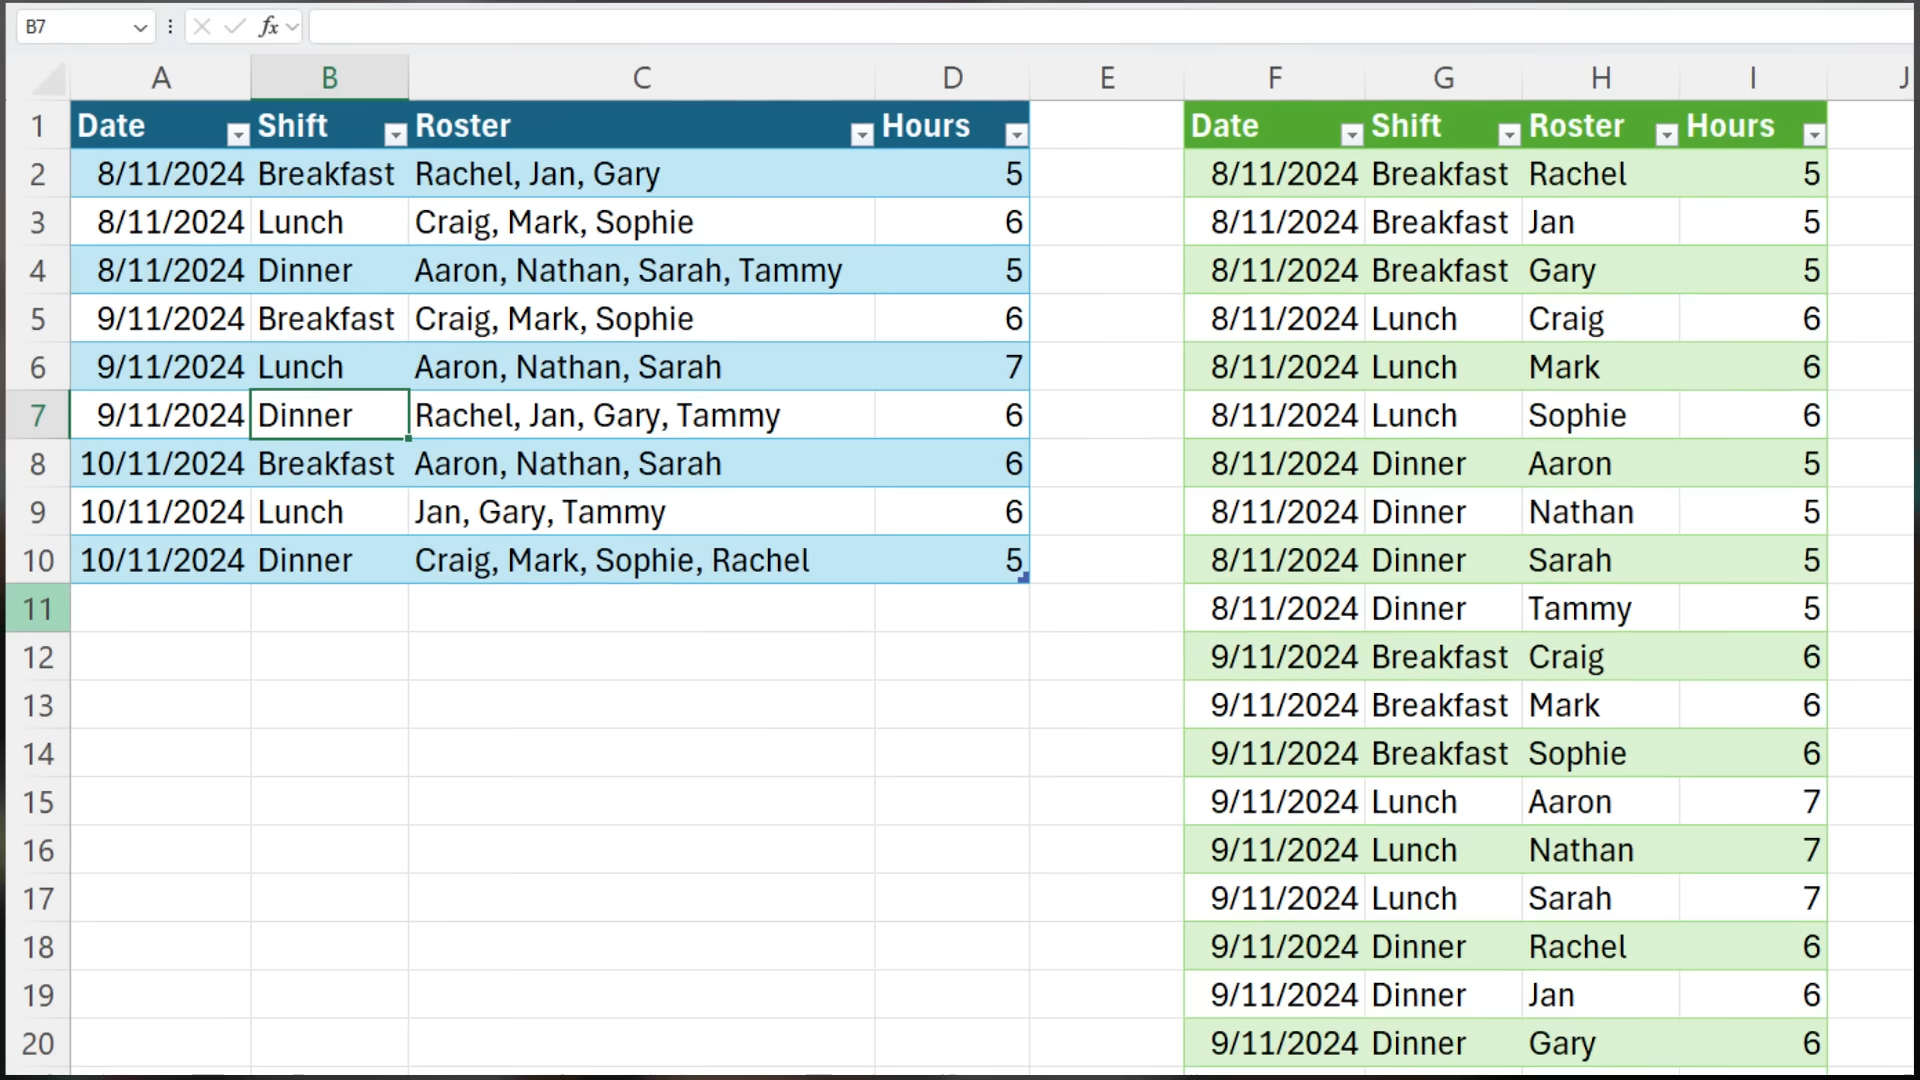 B7 fx
A B C D E F G H I J
1 Date Shift Roster Hours Date Shift Roster Hours
2 8/11/2024 Breakfast Rachel, Jan, Gary 5 8/11/2024 Breakfast Rachel 5
3 8/11/2024 Lunch Craig, Mark, Sophie 6 8/11/2024 Breakfast Jan 5
4 8/11/2024 Dinner Aaron, Nathan, Sarah, Tammy 5 8/11/2024 Breakfast Gary 5
5 9/11/2024 Breakfast Craig, Mark, Sophie 6 8/11/2024 Lunch Craig 6
6 9/11/2024 Lunch Aaron, Nathan, Sarah 7 8/11/2024 Lunch Mark 6
7 9/11/2024 Dinner Rachel, Jan, Gary, Tammy 6 8/11/2024 Lunch Sophie 6
8 10/11/2024 Breakfast Aaron, Nathan, Sarah 6 8/11/2024 Dinner Aaron 5
9 10/11/2024 Lunch Jan, Gary, Tammy 6 8/11/2024 Dinner Nathan 5
10 10/11/2024 Dinner Craig, Mark, Sophie, Rachel 5 8/11/2024 Dinner Sarah 5
11 8/11/2024 Dinner Tammy 5
12 9/11/2024 Breakfast Craig 6
13 9/11/2024 Breakfast Mark 6
14 9/11/2024 Breakfast Sophie 6
15 9/11/2024 Lunch Aaron 7
16 9/11/2024 Lunch Nathan 7
17 9/11/2024 Lunch Sarah 7
18 9/11/2024 Dinner Rachel 6
19 9/11/2024 Dinner Jan 6
20 9/11/2024 Dinner Gary 6